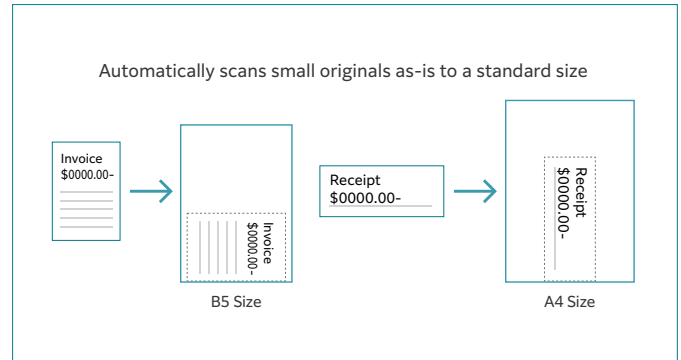 Automatically scans small originals as-is to a standard size
Invoice
$0000.00-
Invoice
$0000.00-
B5 Size
Receipt
$0000.00-
Receipt
$0000.00-
A4 Size